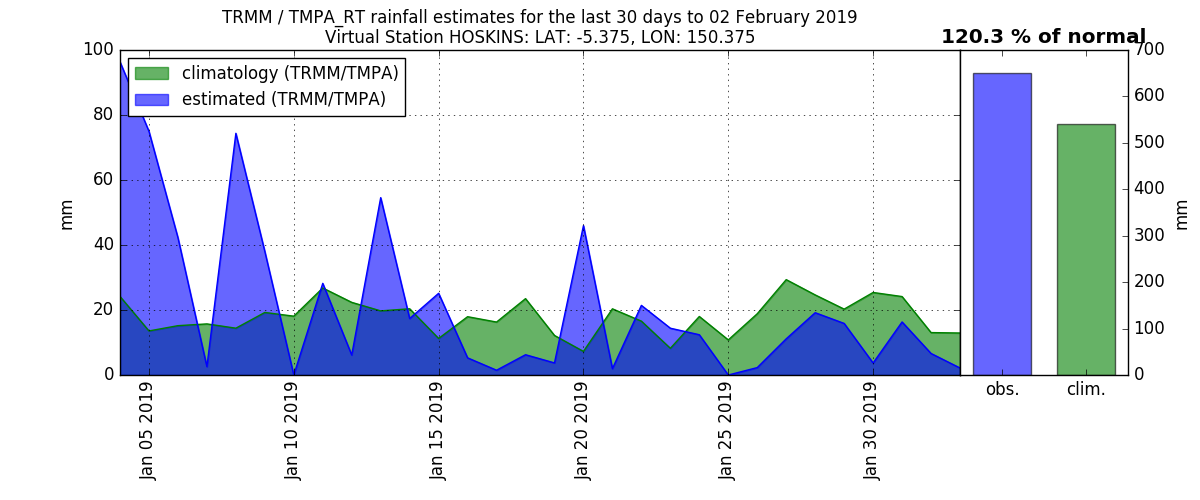 TRMM / TMPA_RT rainfall estimates for the last 30 days to 02 February 2019
Virtual Station HOSKINS: LAT: -5.375, LON: 150.375
120.3 % of normal
climatology (TRMM/TMPA)
estimated (TRMM/TMPA)
100
80
60
40
20
0
mm
Jan 05 2019
Jan 10 2019
Jan 15 2019
Jan 20 2019
Jan 25 2019
Jan 30 2019
obs.
clim.
700
600
500
400
300
200
100
0
mm